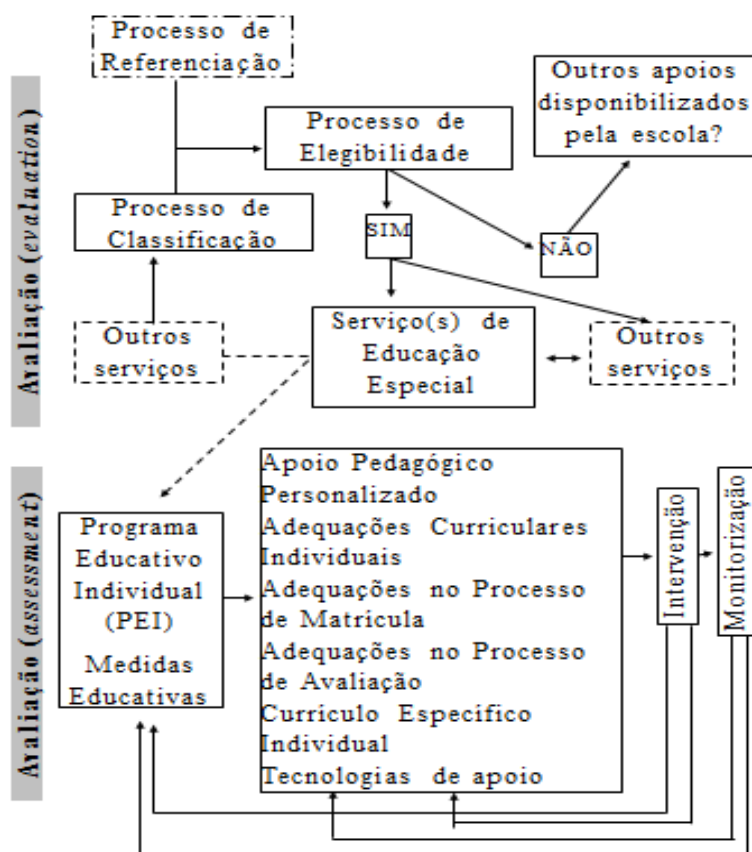 Avaliação (evaluation)
Processo de
Referenciação
Outros apoios
disponibilizados
pela escola?
Processo de
Elegibilidade
Processo de
Classificação
SIM
NÃO
Outros
serviços
Serviço(s) de
Educação
Especial
Outros
serviços
Avaliação (assessment)
Programa
Educativo
Individual
(PEI)
Medidas
Educativas
Apoio Pedagógico
Personalizado
Adequações Curriculares
Individuais
Adequações no Processo
de Matricula
Adequações no Processo
de Avaliação
Curriculo Específico
Individual
Tecnologias de apoio
Intervenção
Monitorização